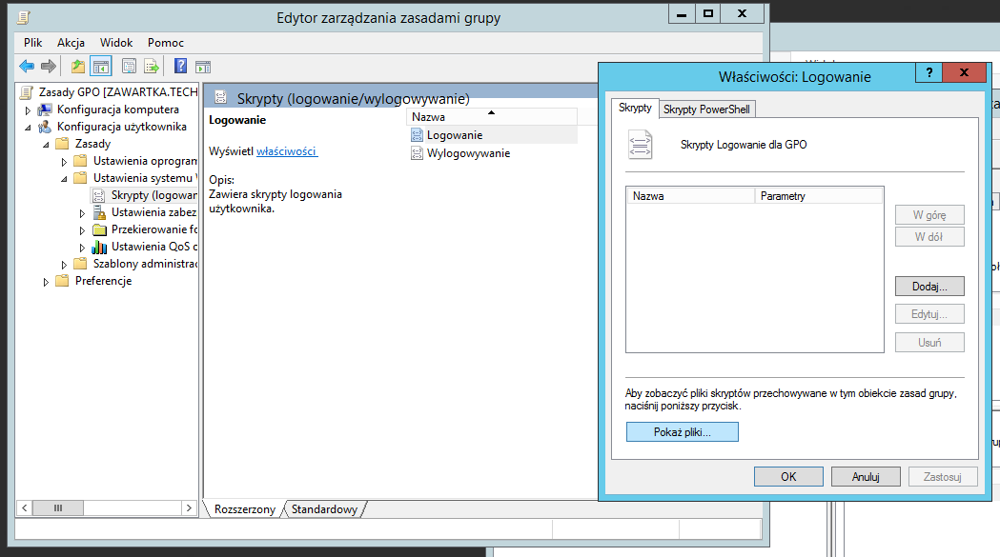 Edytor zarządzania zasadami grupy
Plik Akcja Widok Pomoc
Zasady GPO [ZAWARTKA.TECH
Konfiguracja komputera
Konfiguracja użytkownika
Zasady
Ustawienia oprogram
Ustawienia systemu
Skrypty (logowan
Ustawienia zabez
Przekierowanie fo
Ustawienia QoS o
Szablony administrac
Preferencje
Skrypty (logowanie/wylogowywanie)
Logowanie
Wyświetl właściwości
Opis:
Zawiera skrypty logowania
użytkownika.
Nazwa
Logowanie
Wylogowywanie
Rozszerzony
Standardowy
Właściwości: Logowanie
Skrypty
Skrypty PowerShell
Skrypty Logowanie dla GPO
Nazwa
Parametry
W górę
W dół
Dodaj...
Edytuj...
Usuń
Aby zobaczyć pliki skryptów przechowywane w tym obiekcie zasad grupy,
naciśnij poniższy przycisk.
Pokaż pliki...
OK
Anuluj
Zastosuj